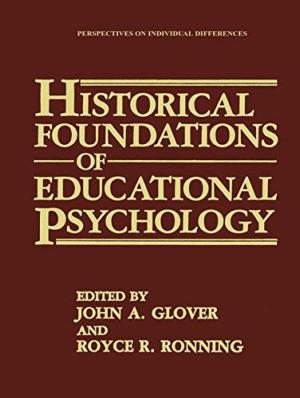 PERSPECTIVES ON INDIVIDUAL DIFFERENCES
HISTORICAL
FOUNDATIONS
OF
EDUCATIONAL
PSYCHOLOGY
EDITED BY
JOHN A. GLOVER
AND
ROYCE R. RONNING